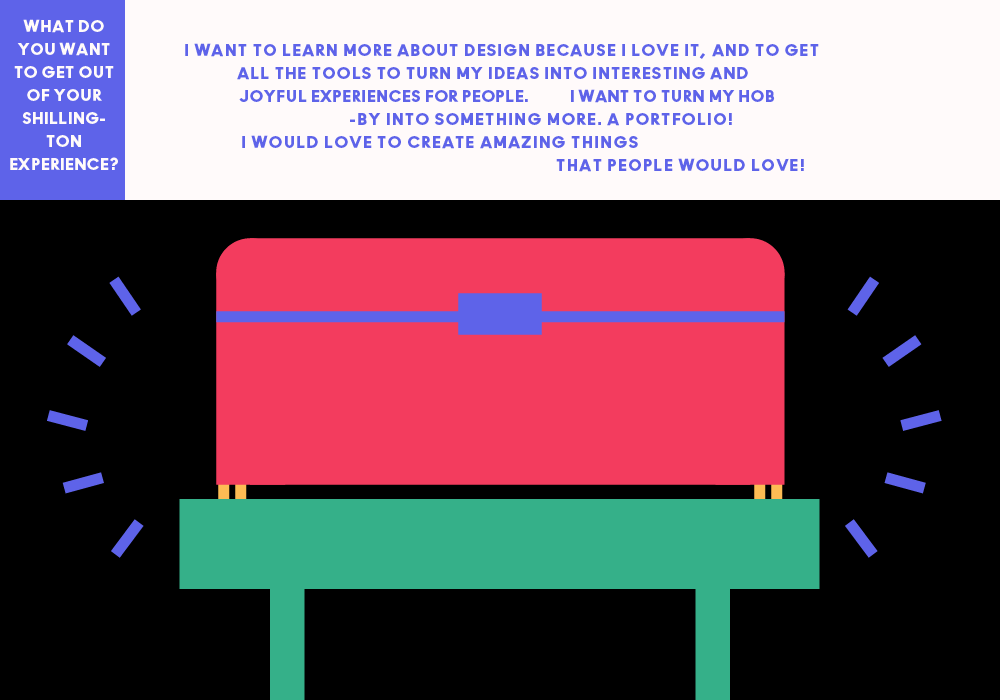 WHAT DO
YOU WANT
TO GET OUT
OF YOUR
SHILLING-
TON
EXPERIENCE?
I WANT TO LEARN MORE ABOUT DESIGN BECAUSE I LOVE IT, AND TO GET
ALL THE TOOLS TO TURN MY IDEAS INTO INTERESTING AND
JOYFUL EXPERIENCES FOR PEOPLE. I WANT TO TURN MY HOB
-BY INTO SOMETHING MORE. A PORTFOLIO!
I WOULD LOVE TO CREATE AMAZING THINGS
THAT PEOPLE WOULD LOVE!